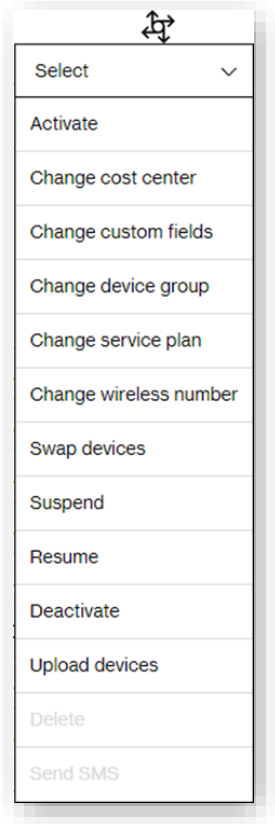 Select
Activate
Change cost center
Change custom fields
Change device group
Change service plan
Change wireless number
Swap devices
Suspend
Resume
Deactivate
Upload devices
Delete
Send SMS